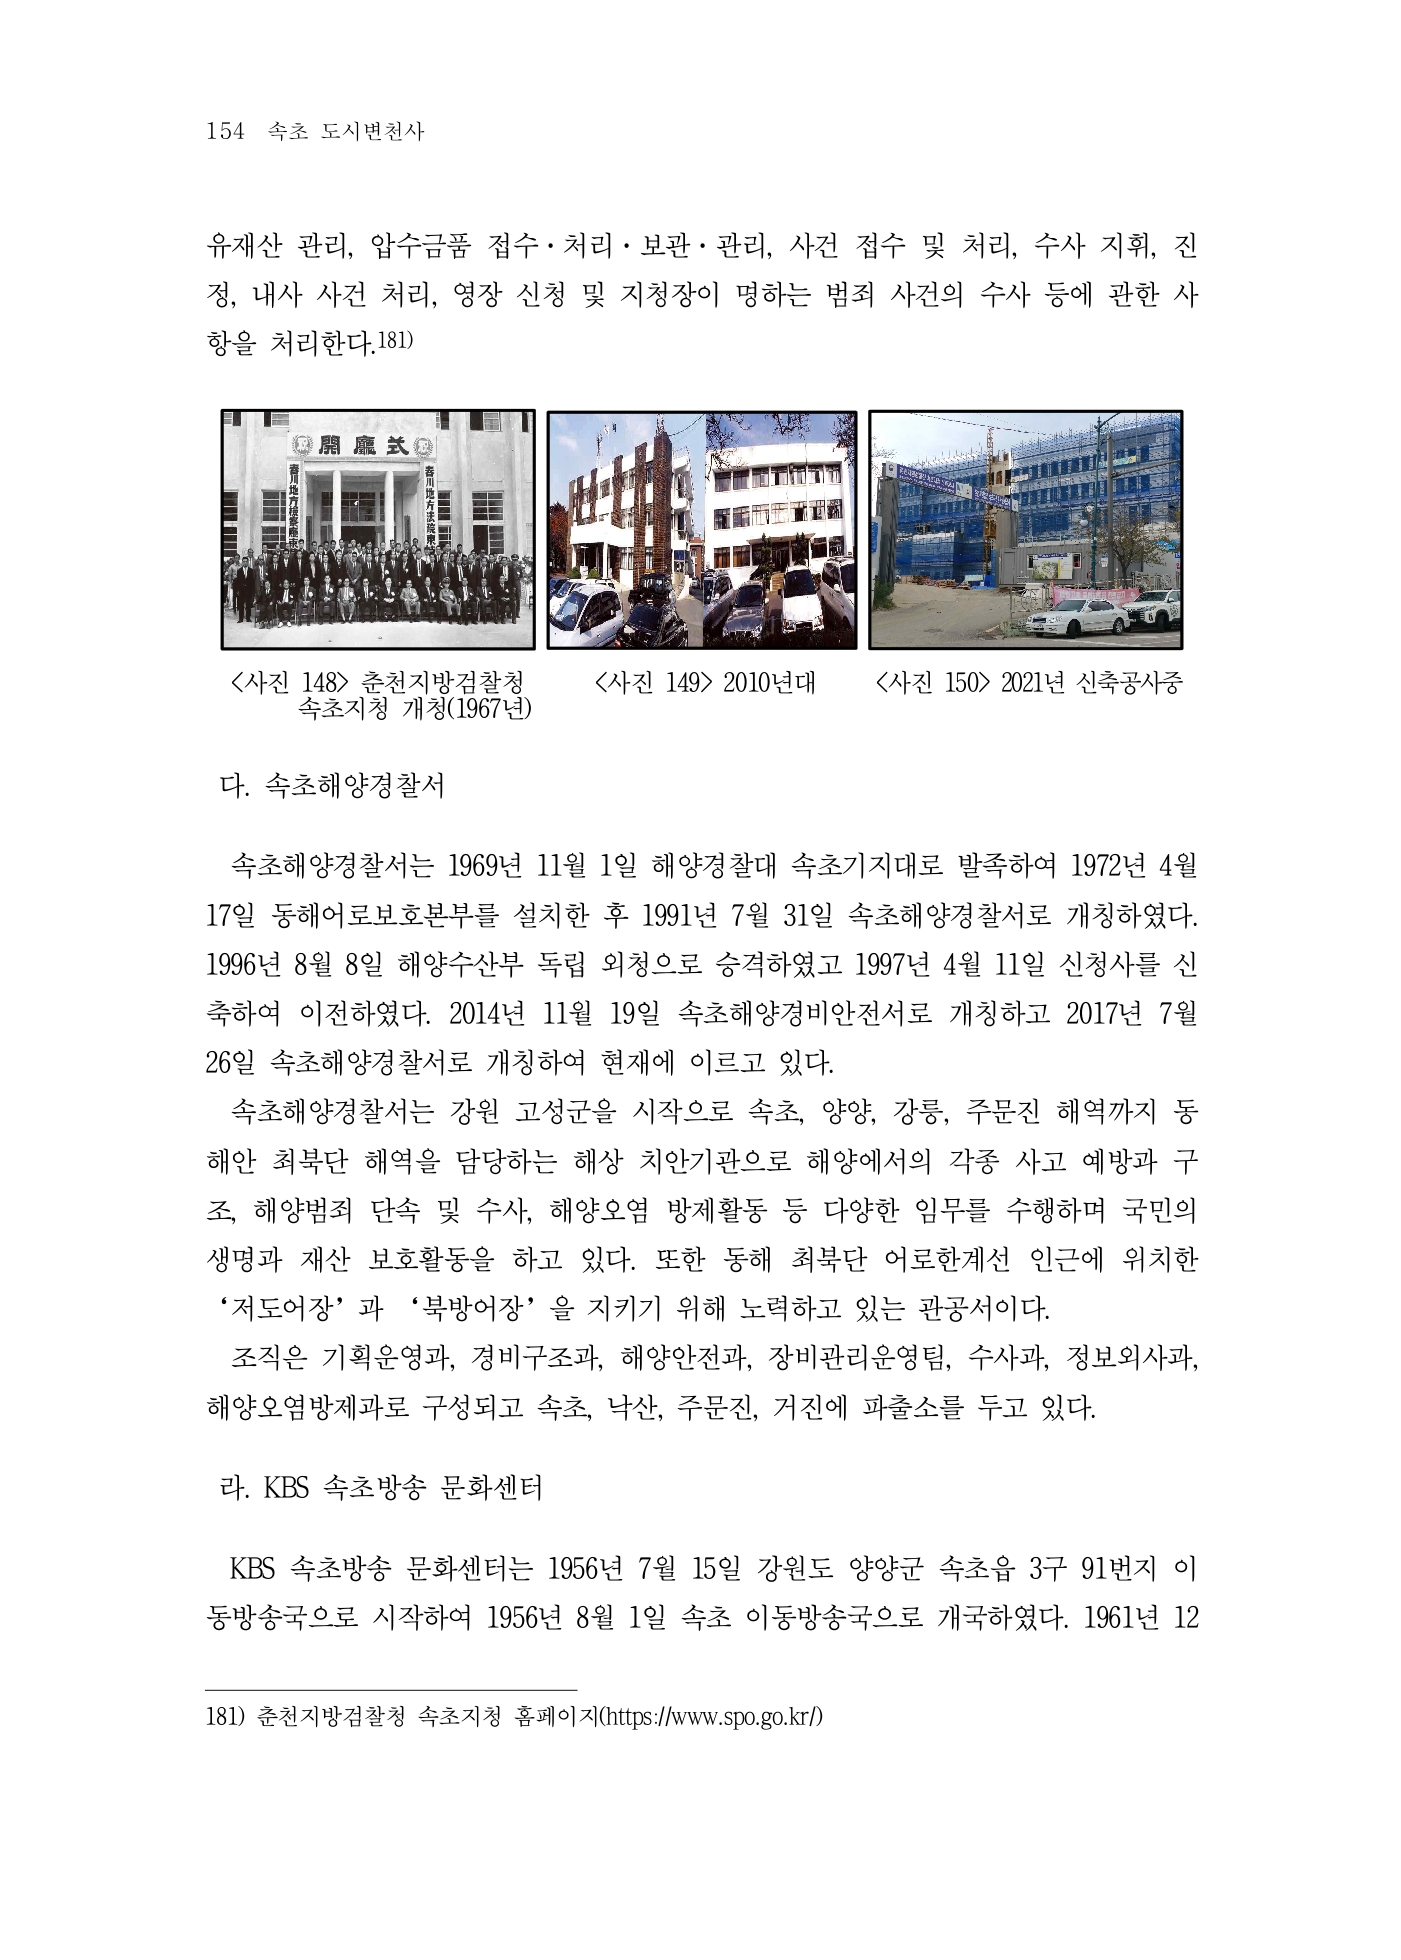 154 속초 도시변천사
유재산 관리, 압수금품 접수·처리·보관·관리, 사건 접수 및 처리, 수사 지휘, 진
정, 내사 사건 처리, 영장 신청 및 지청장이 명하는 범죄 사건의 수사 등에 관한 사
항을 처리한다.181)
開廳式
春川地方檢察廳
春川地方法院束
<사진 148> 춘천지방검찰청
속초지청 개청(1967년)
<사진 149> 2010년대
<사진 150> 2021년 신축공사중
다. 속초해양경찰서
속초해양경찰서는 1969년 11월 1일 해양경찰대 속초기지대로 발족하여 1972년 4월
17일 동해어로보호본부를 설치한 후 1991년 7월 31일 속초해양경찰서로 개칭하였다.
1996년 8월 8일 해양수산부 독립 외청으로 승격하였고 1997년 4월 11일 신청사를 신
축하여 이전하였다. 2014년 11월 19일 속초해양경비안전서로 개칭하고 2017년 7월
26일 속초해양경찰서로 개칭하여 현재에 이르고 있다.
속초해양경찰서는 강원 고성군을 시작으로 속초, 양양, 강릉, 주문진 해역까지 동
해안 최북단 해역을 담당하는 해상 치안기관으로 해양에서의 각종 사고 예방과 구
조, 해양범죄 단속 및 수사, 해양오염 방제활동 등 다양한 임무를 수행하며 국민의
생명과 재산 보호활동을 하고 있다. 또한 동해 최북단 어로한계선 인근에 위치한
‘저도어장’과 ‘북방어장’을 지키기 위해 노력하고 있는 관공서이다.
조직은 기획운영과, 경비구조과, 해양안전과, 장비관리운영팀, 수사과, 정보외사과,
해양오염방제과로 구성되고 속초, 낙산, 주문진, 거진에 파출소를 두고 있다.
라. KBS 속초방송 문화센터
KBS 속초방송 문화센터는 1956년 7월 15일 강원도 양양군 속초읍 3구 91번지 이
동방송국으로 시작하여 1956년 8월 1일 속초 이동방송국으로 개국하였다. 1961년 12
181) 춘천지방검찰청 속초지청 홈페이지(https://www.spo.go.kr/)